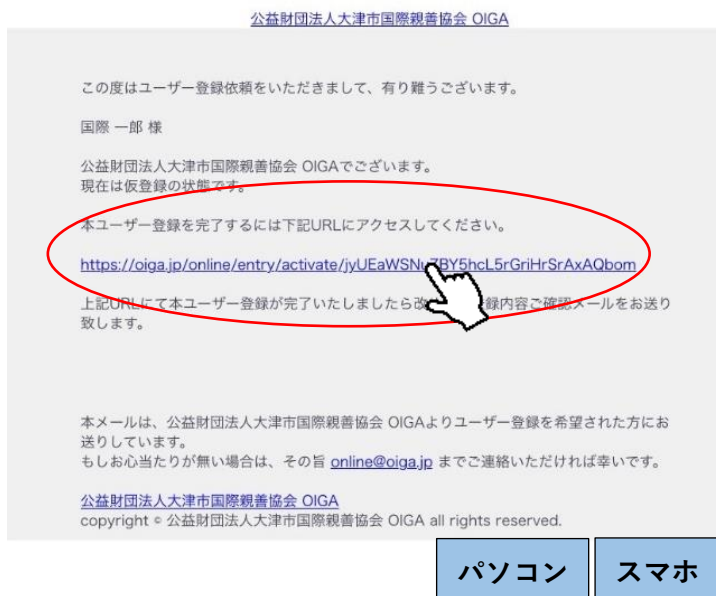 公益財団法人大津市国際親善協会 OIGA
この度はユーザー登録依頼をいただきまして、有り難うございます。
国際 一郎 様
公益財団法人大津市国際親善協会 OIGAでございます。
現在は仮登録の状態です。
本ユーザー登録を完了するには下記URLにアクセスしてください。
https://oiga.jp/online/entry/activate/jyUEaWSNu ZBY5hcL5rGriHrSrAxAQbom
上記URLにて本ユーザー登録が完了いたしましたら改 録内容ご確認メールをお送り
致します。
本メールは、公益財団法人大津市国際親善協会 OIGAよりユーザー登録を希望された方にお
送りしています。
もしお心当たりが無い場合は、その旨 online@oiga.jp までご連絡いただければ幸いです。
公益財団法人大津市国際親善協会 OIGA
copyright © 公益財団法人大津市国際親善協会 OIGA all rights reserved.
パソコン
スマホ